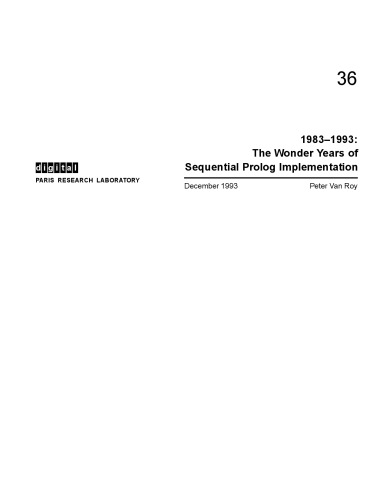 36
1983–1993:
The Wonder Years of
Sequential Prolog Implementation
digital
PARIS RESEARCH LABORATORY
December 1993 Peter Van Roy